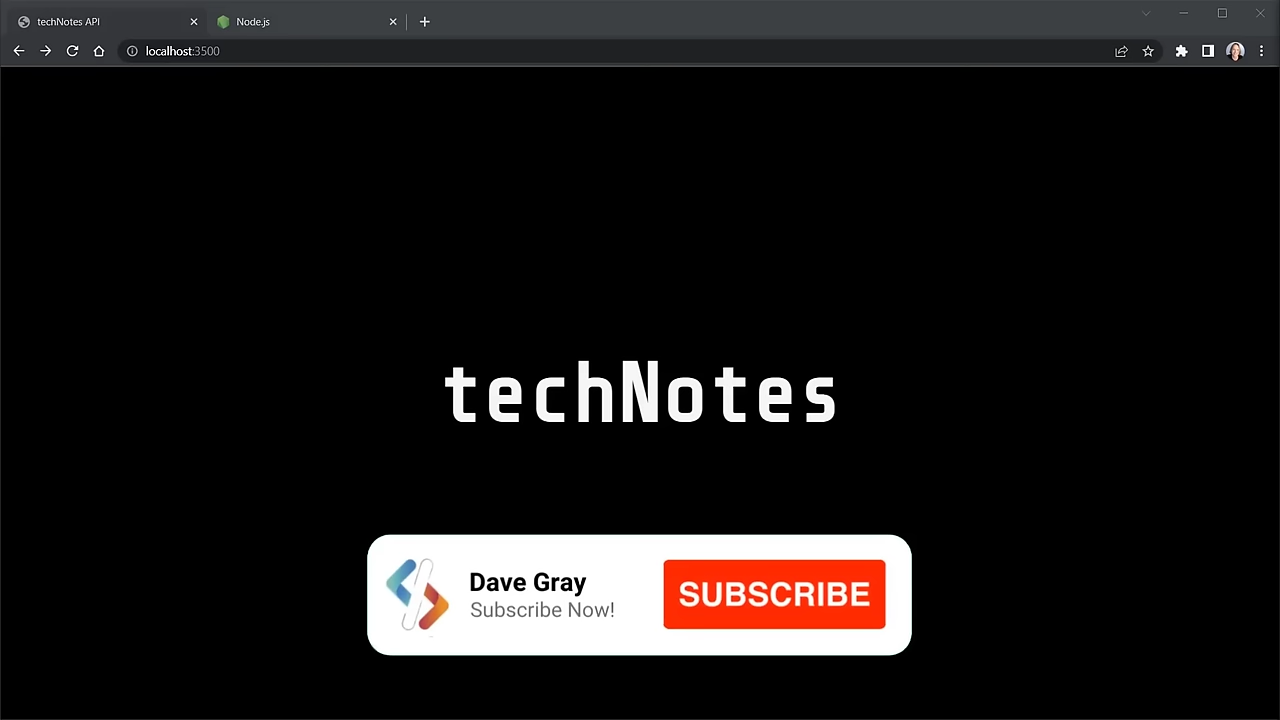 techNotes API
Node.js
localhost:3500
techNotes
Dave Gray
Subscribe Now!
SUBSCRIBE